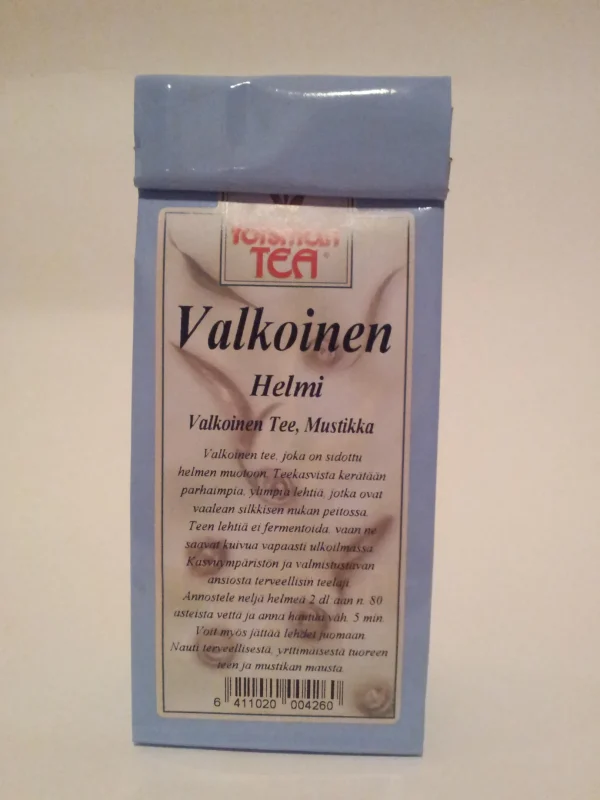 Forsman
TEA®
Valkoinen
Helmi
Valkoinen Tee, Mustikka
Valkoinen tee, joka on sidottu
helmen muotoon. Teekasvista kerätään
parhaimpia, ylimpiä lehtiä, jotka ovat
vaalean silkkisen nukan peitossa.
Teen lehtiä ei fermentoida, vaan ne
saavat kuivua vapaasti ulkoilmassa.
Kasvuympäristön ja valmistustavan
ansiosta terveellisin teelaji.
Annostele neljä helmeä 2 dl:aan n. 80
asteista vettä ja anna hautua väh. 5 min.
Voit myös jättää lehdet juomaan.
Nauti terveellisestä, yrttimäisestä tuoreen
teen ja mustikan mausta.
6 411020 004260